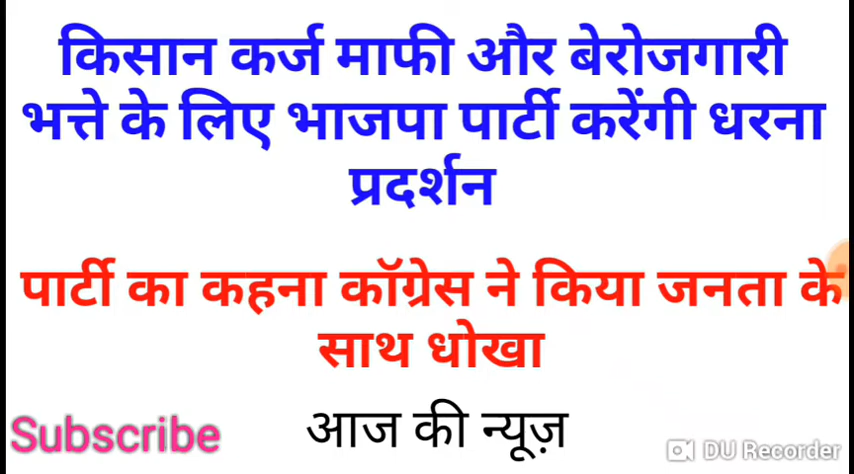 किसान कर्ज माफी और बेरोजगारी
भत्ते के लिए भाजपा पार्टी करेंगी धरना
प्रदर्शन
पार्टी का कहना कॉग्रेस ने किया जनता के
साथ धोखा
Subscribe आज की न्यूज़
DU Recorder